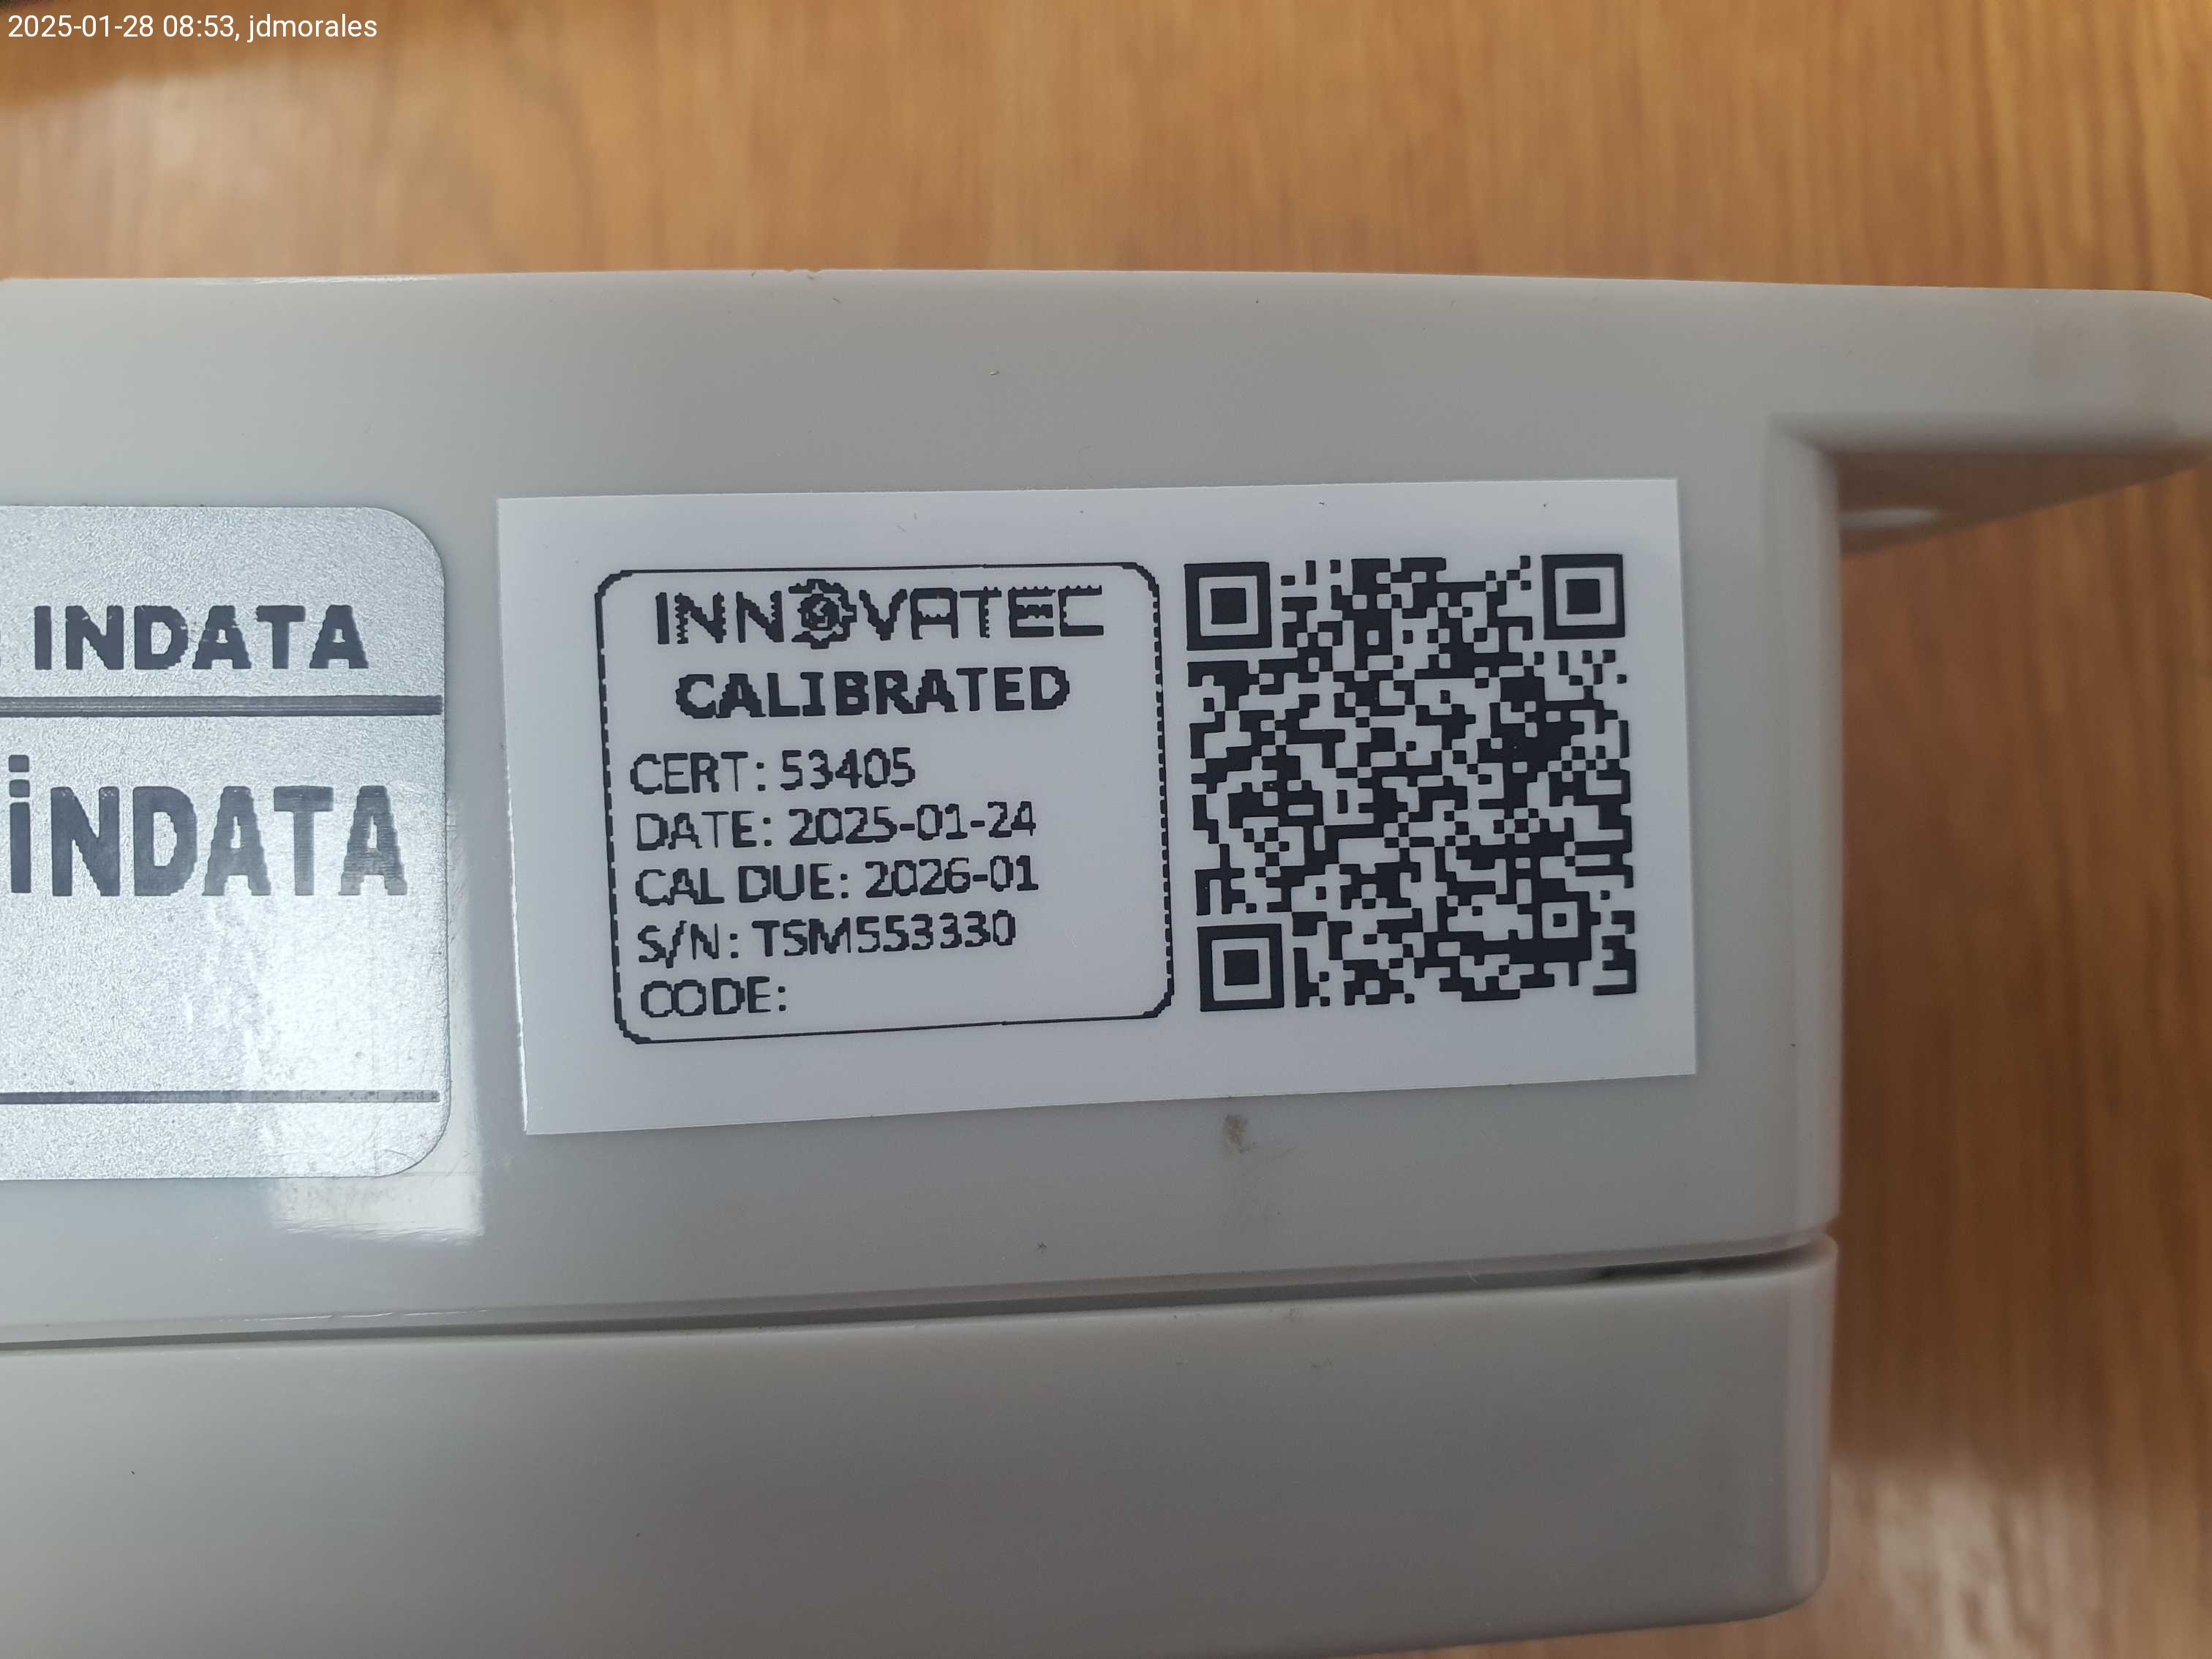 2025-01-28 08:53, jdmorales
INDATA
iNDATA
INNOVATEC
CALIBRATED
CERT: 53405
DATE: 2025-01-24
CAL DUE: 2026-01
S/N: TSM553330
CODE: